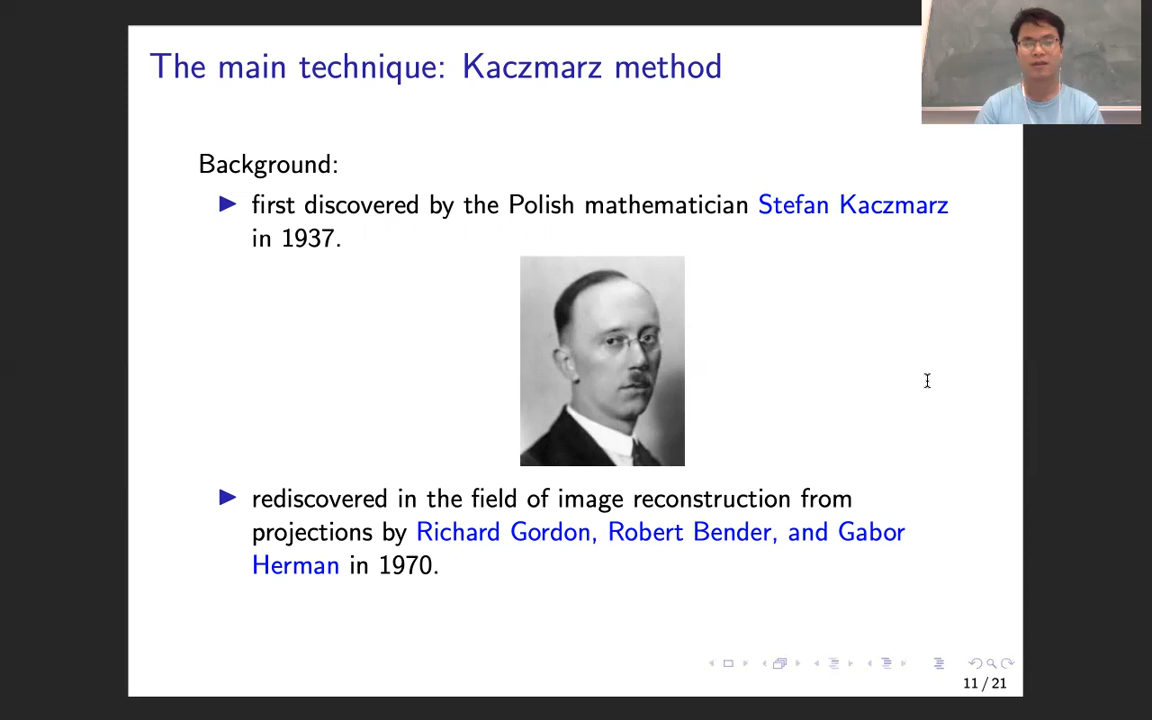 The main technique: Kaczmarz method
Background:
first discovered by the Polish mathematician Stefan Kaczmarz
in 1937.
rediscovered in the field of image reconstruction from
projections by Richard Gordon, Robert Bender, and Gabor
Herman in 1970.
11 / 21